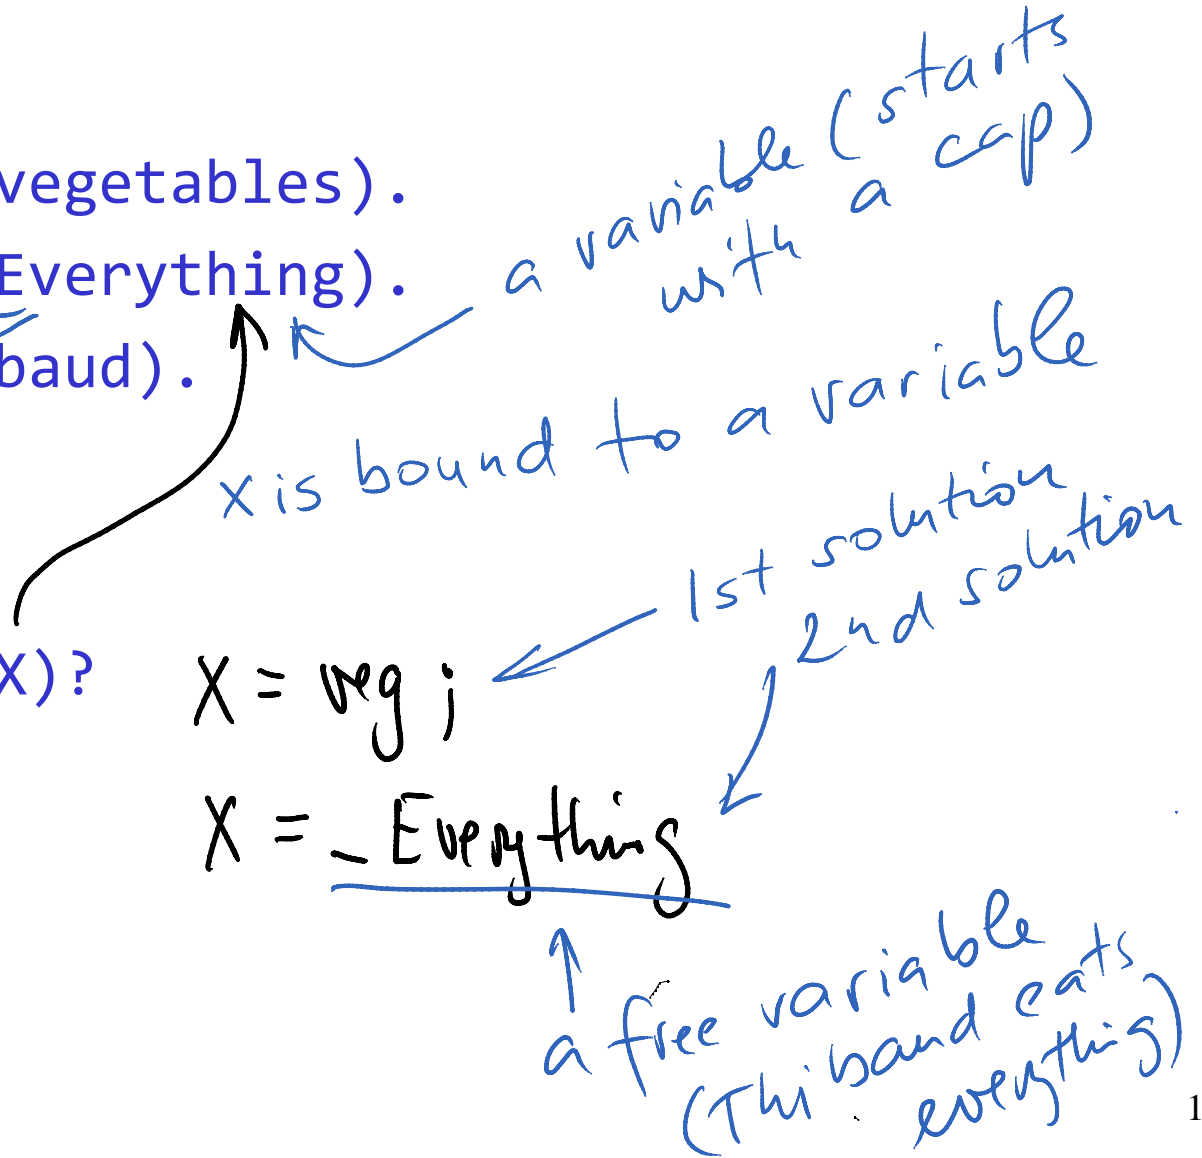 a variable (starts
with a cap)
vegetables).
Everything).
baud).
x is bound to a variable
1st solution
2nd solution
X)?
X = veg ;
X = _Everything
a free variable
(Thibaud eats
everything)
1